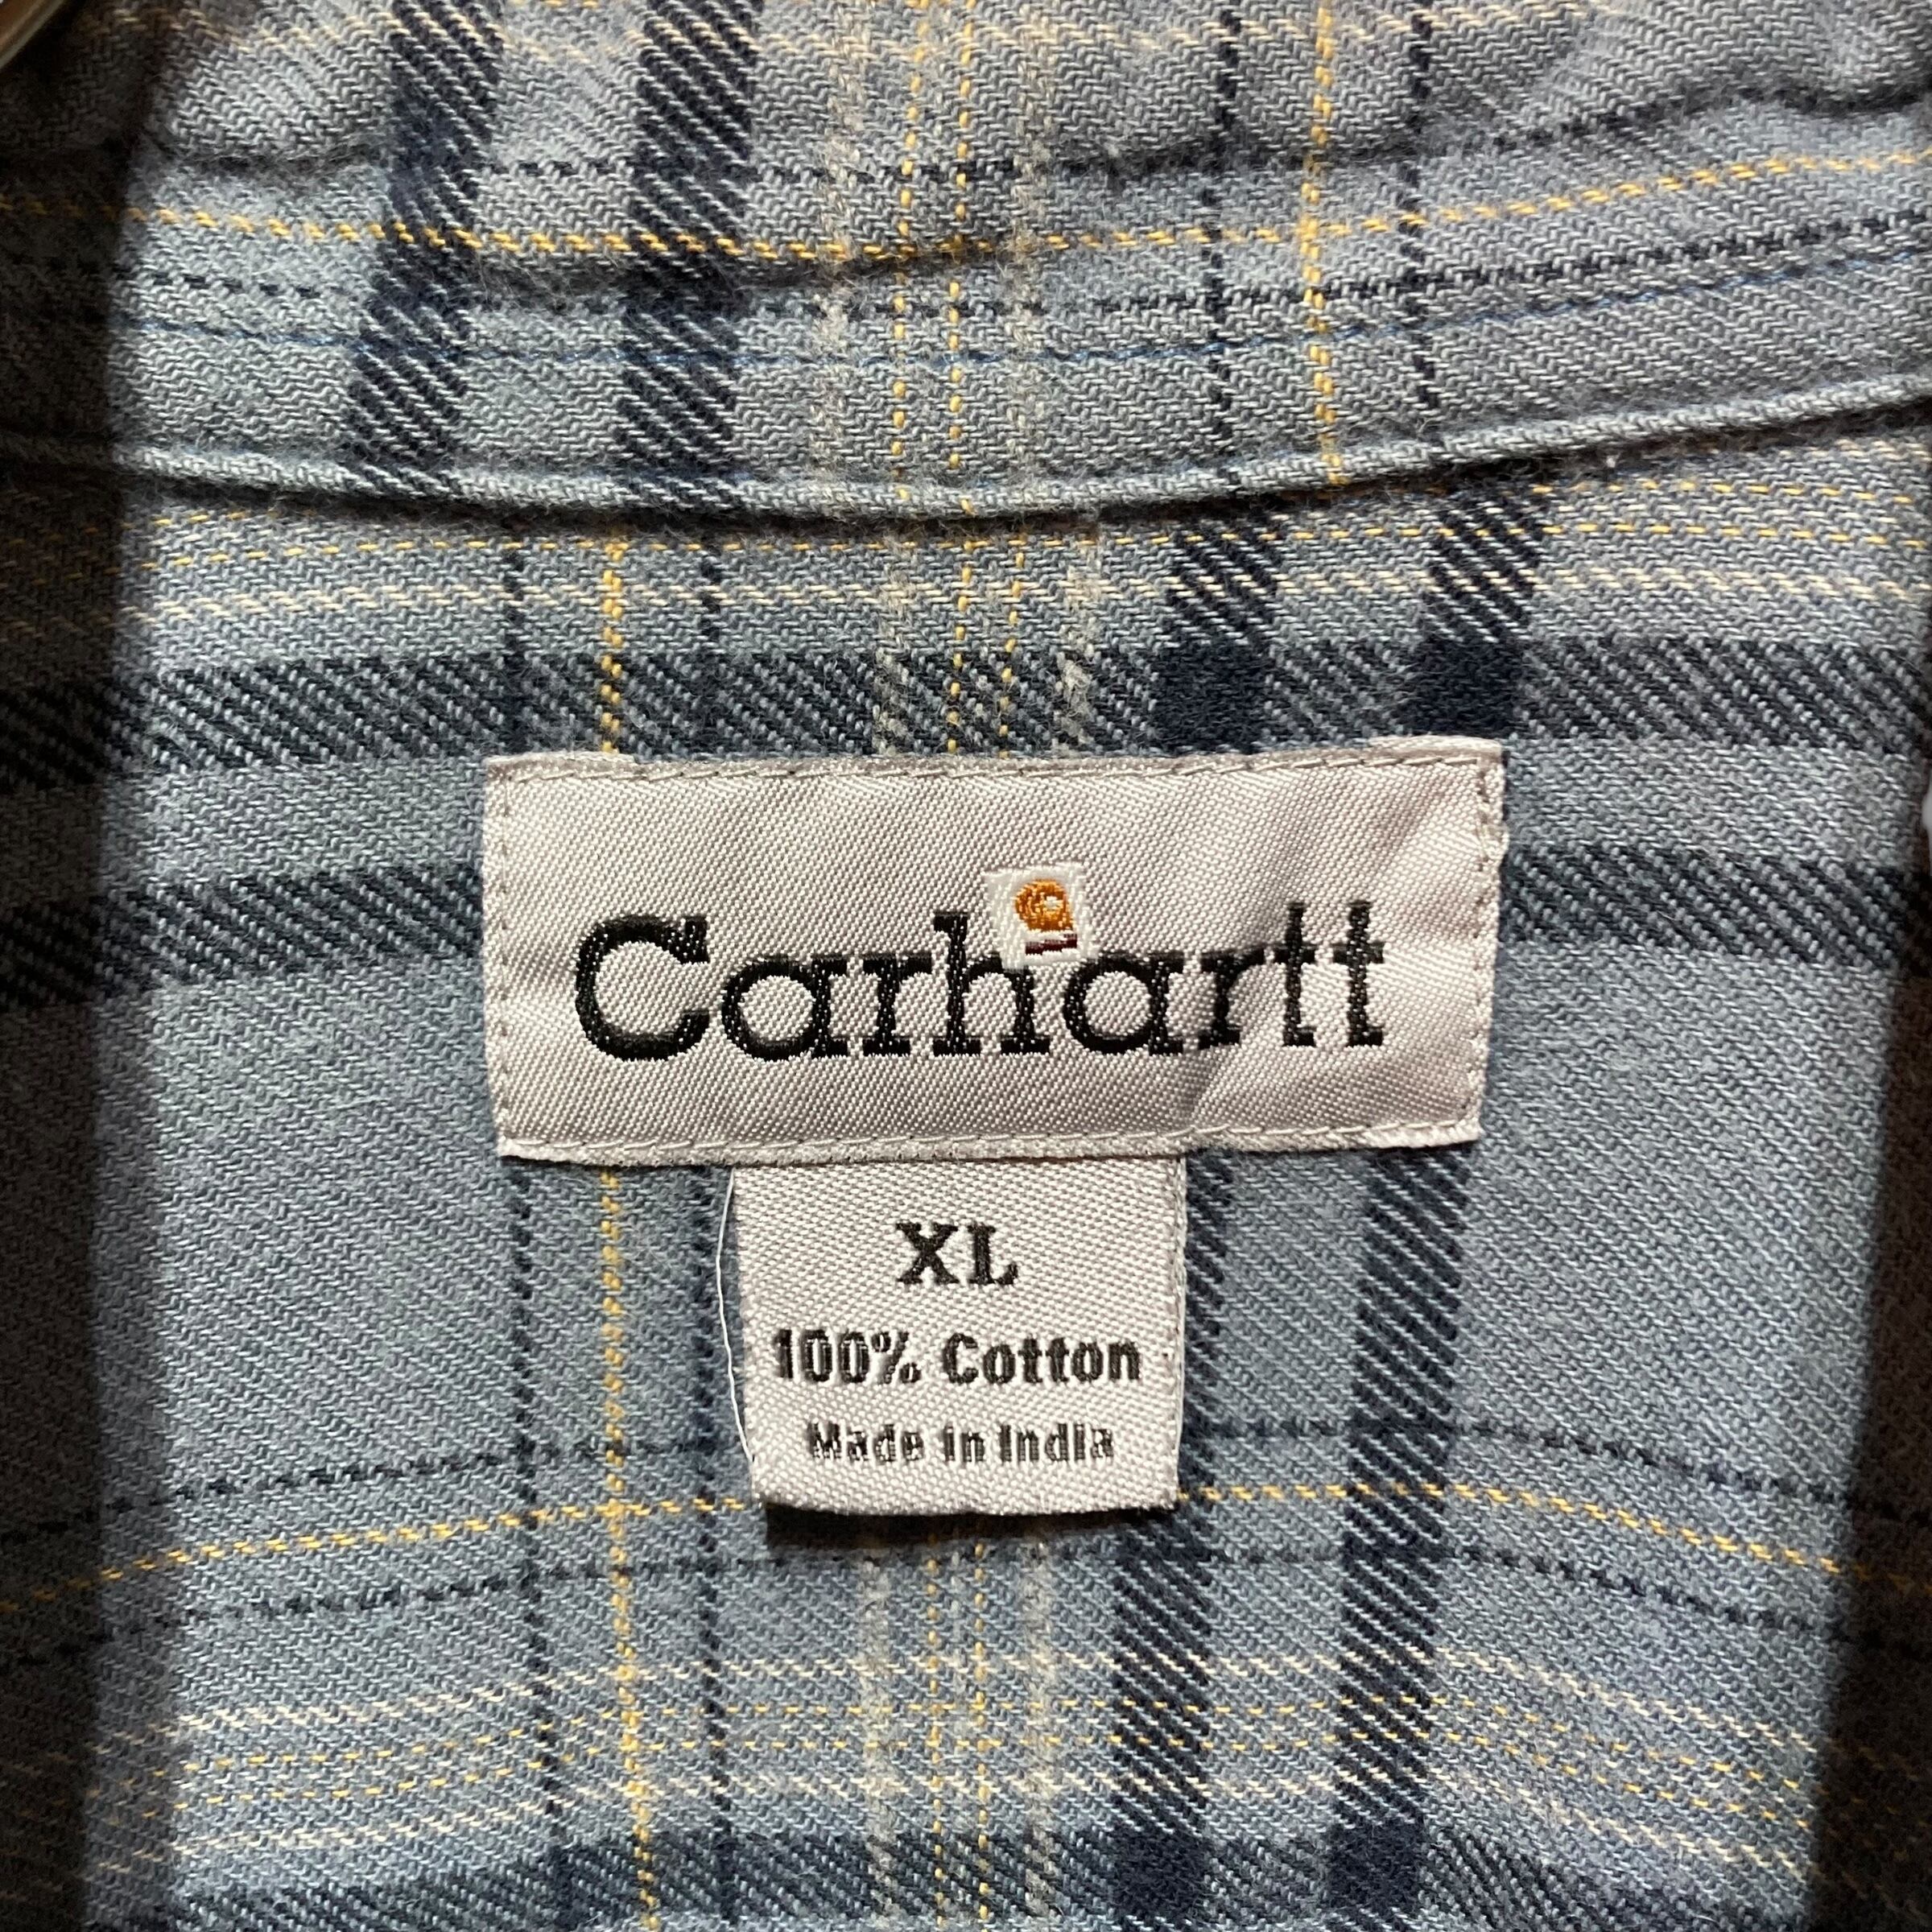 Carhartt
XL
100% Cotton
Made in India